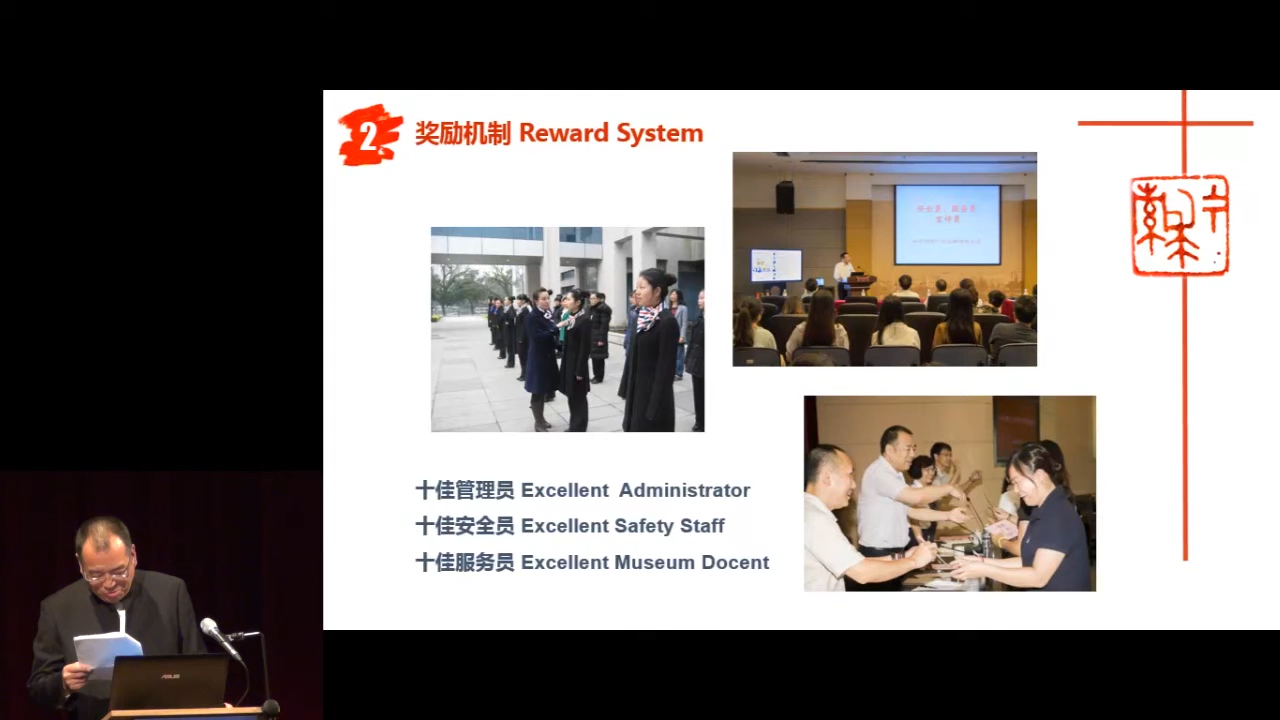 2 奖励机制 Reward System
十佳管理员 Excellent Administrator
十佳安全员 Excellent Safety Staff
十佳服务员 Excellent Museum Docent
ASUS